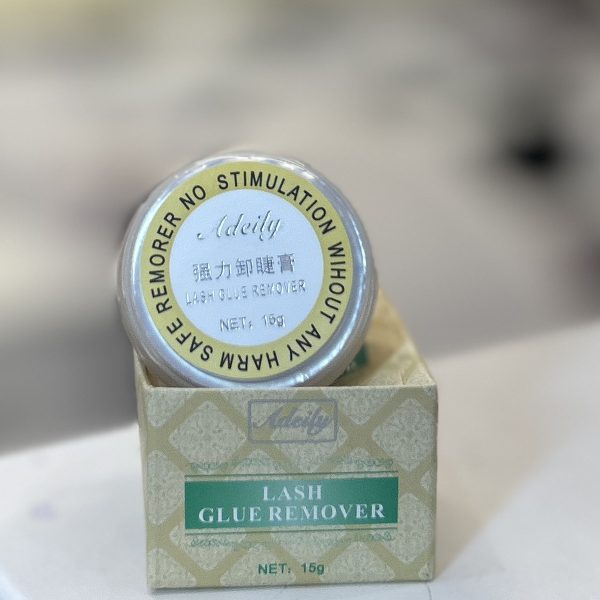 SAFE REMORER NO STIMULATION WIHOUT ANY HARM
Adeily
强力卸睫膏
LASH GLUE REMOVER
NET: 15g
Adeily
LASH
GLUE REMOVER
NET: 15g